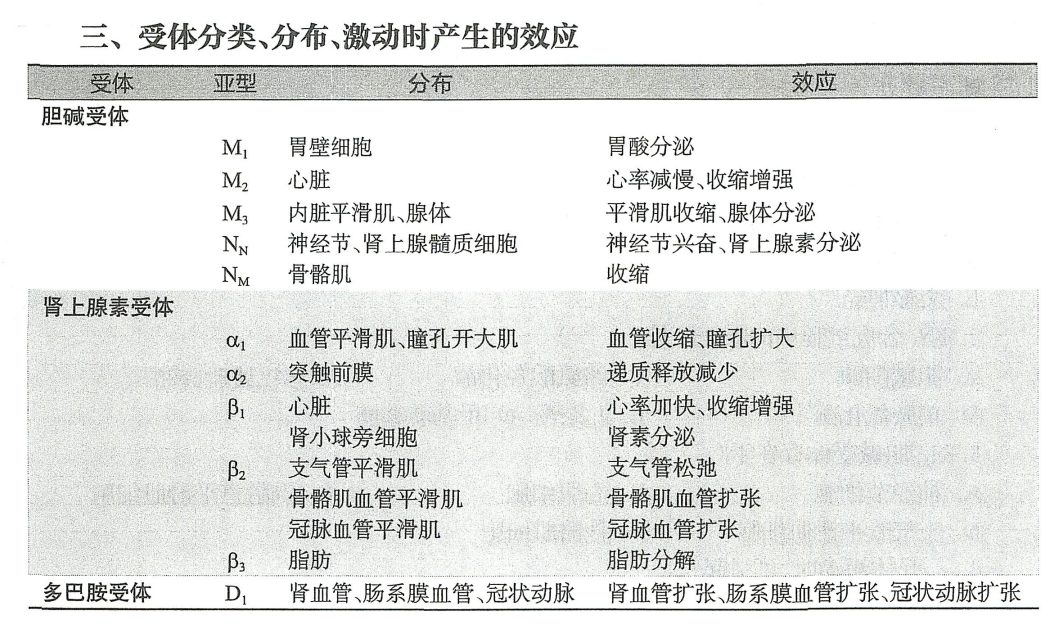 三、受体分类、分布、激动时产生的效应
受体 亚型 分布 效应
胆碱受体
M₁ 胃壁细胞 胃酸分泌
M₂ 心脏 心率减慢、收缩增强
M₃ 内脏平滑肌、腺体 平滑肌收缩、腺体分泌
N_N 神经节、肾上腺髓质细胞 神经节兴奋、肾上腺素分泌
N_M 骨骼肌 收缩
肾上腺素受体
α₁ 血管平滑肌、瞳孔开大肌 血管收缩、瞳孔扩大
α₂ 突触前膜 递质释放减少
β₁ 心脏 心率加快、收缩增强
肾小球旁细胞 肾素分泌
β₂ 支气管平滑肌 支气管松弛
骨骼肌血管平滑肌 骨骼肌血管扩张
冠脉血管平滑肌 冠脉血管扩张
β₃ 脂肪 脂肪分解
多巴胺受体 D₁ 肾血管、肠系膜血管、冠状动脉 肾血管扩张、肠系膜血管扩张、冠状动脉扩张